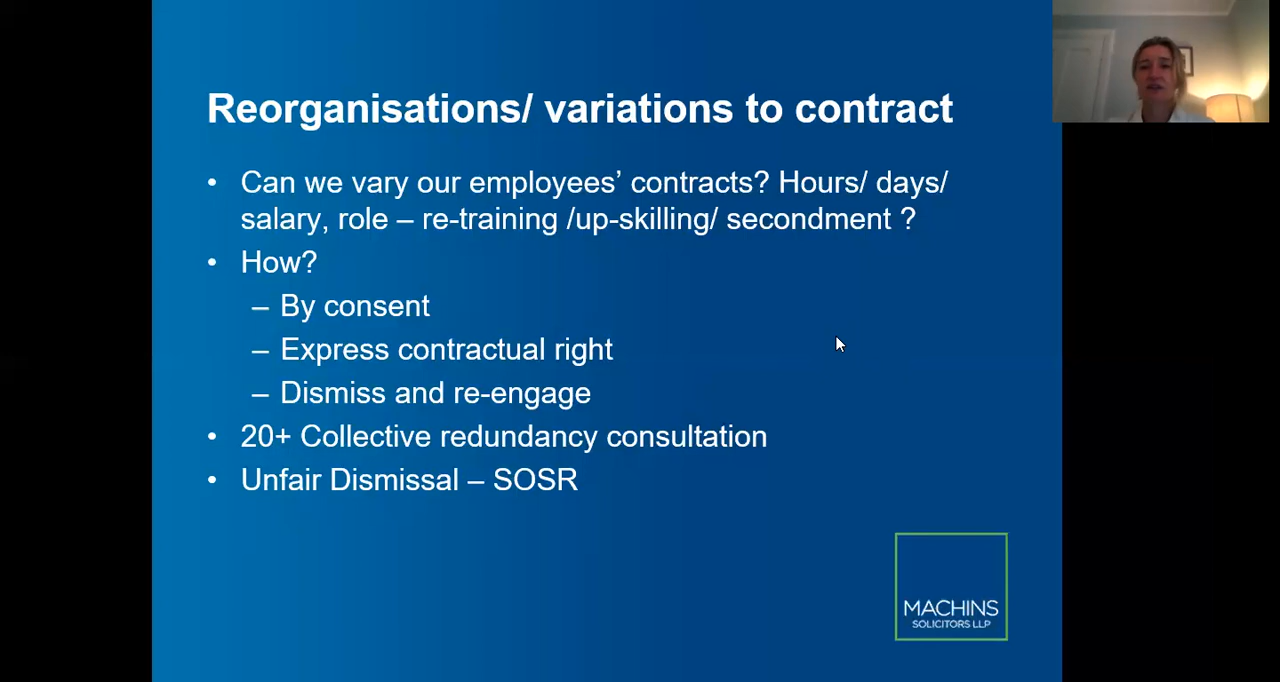 Reorganisations/ variations to contract
• Can we vary our employees’ contracts? Hours/ days/
salary, role – re-training /up-skilling/ secondment ?
• How?
– By consent
– Express contractual right
– Dismiss and re-engage
• 20+ Collective redundancy consultation
• Unfair Dismissal – SOSR
MACHINS
SOLICITORS LLP